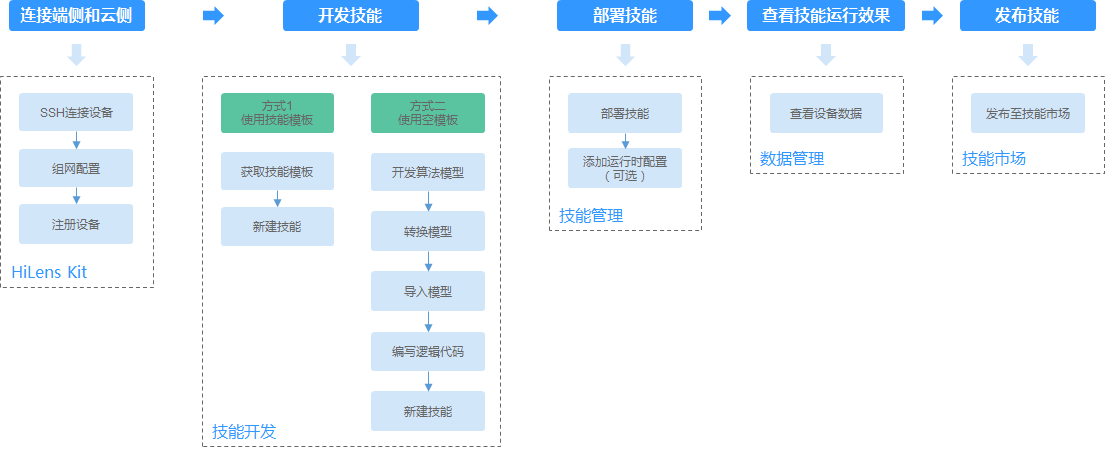 连接端侧和云侧
开发技能
部署技能
查看技能运行效果
发布技能
SSH连接设备
组网配置
注册设备
HiLens Kit
方式1
使用技能模板
获取技能模板
新建技能
方式二
使用空模板
开发算法模型
转换模型
导入模型
编写逻辑代码
新建技能
技能开发
部署技能
添加运行时配置
（可选）
技能管理
查看设备数据
数据管理
发布至技能市场
技能市场